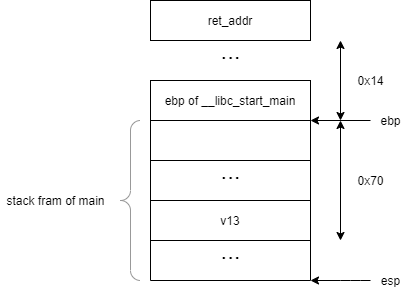 ret_addr
...
0x14
ebp of __libc_start_main
ebp
...
0x70
stack fram of main
v13
...
esp